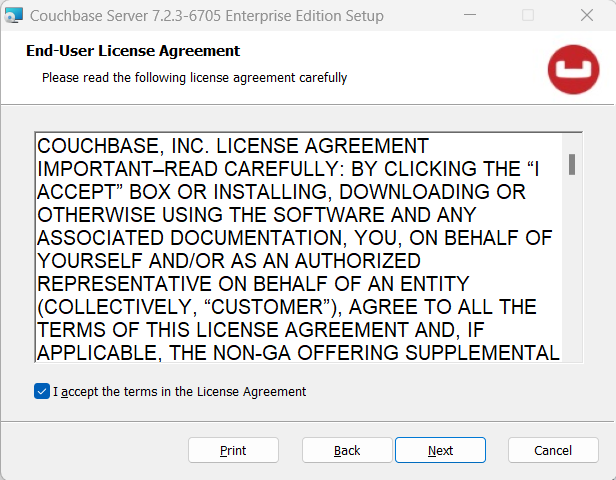 Couchbase Server 7.2.3-6705 Enterprise Edition Setup
End-User License Agreement
Please read the following license agreement carefully
COUCHBASE, INC. LICENSE AGREEMENT
IMPORTANT–READ CAREFULLY: BY CLICKING THE “I
ACCEPT” BOX OR INSTALLING, DOWNLOADING OR
OTHERWISE USING THE SOFTWARE AND ANY
ASSOCIATED DOCUMENTATION, YOU, ON BEHALF OF
YOURSELF AND/OR AS AN AUTHORIZED
REPRESENTATIVE ON BEHALF OF AN ENTITY
(COLLECTIVELY, “CUSTOMER”), AGREE TO ALL THE
TERMS OF THIS LICENSE AGREEMENT AND, IF
APPLICABLE, THE NON-GA OFFERING SUPPLEMENTAL
I accept the terms in the License Agreement
Print Back Next Cancel